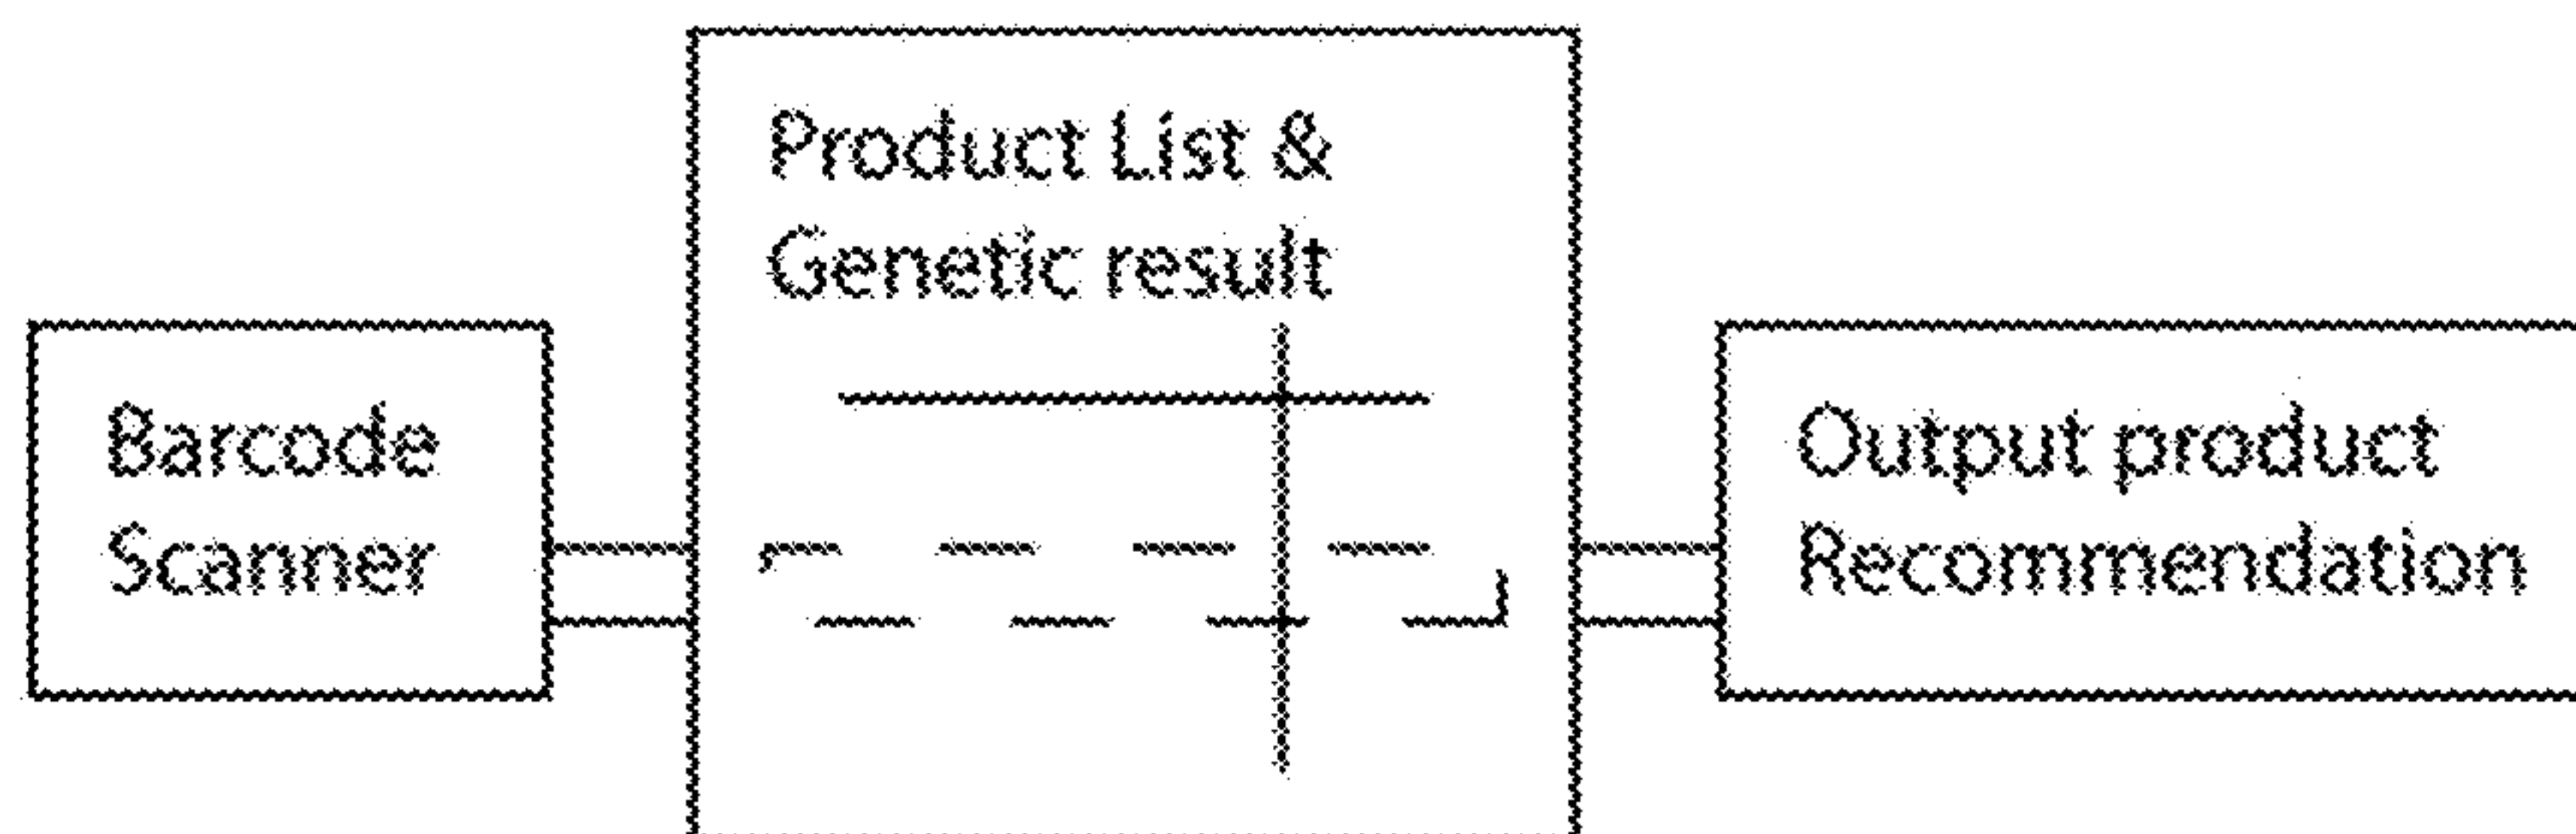 Product List &
Genetic result
Barcode
Scanner
Output product
Recommendation